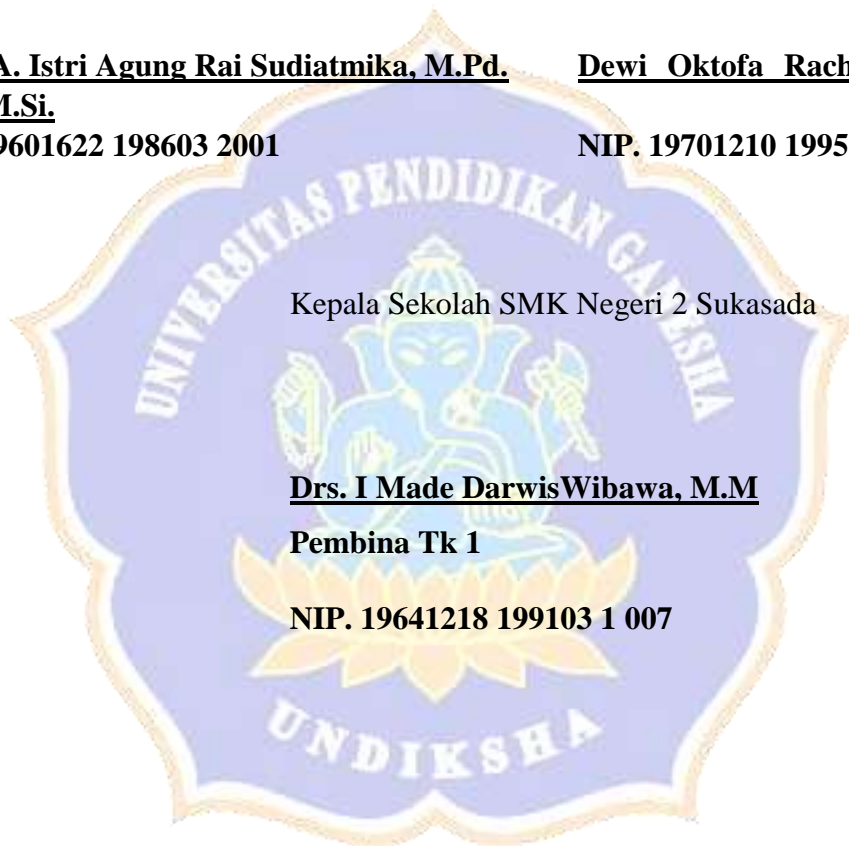 A. Istri Agung Rai Sudiatmika, M.Pd.
M.Si.
9601622 198603 2001
Dewi Oktofa Rach
NIP. 19701210 1995
UNIVERSITAS PENDIDIKAN GANESHA
Kepala Sekolah SMK Negeri 2 Sukasada
Drs. I Made DarwisWibawa, M.M
Pembina Tk 1
NIP. 19641218 199103 1 007
UNDIKSHA